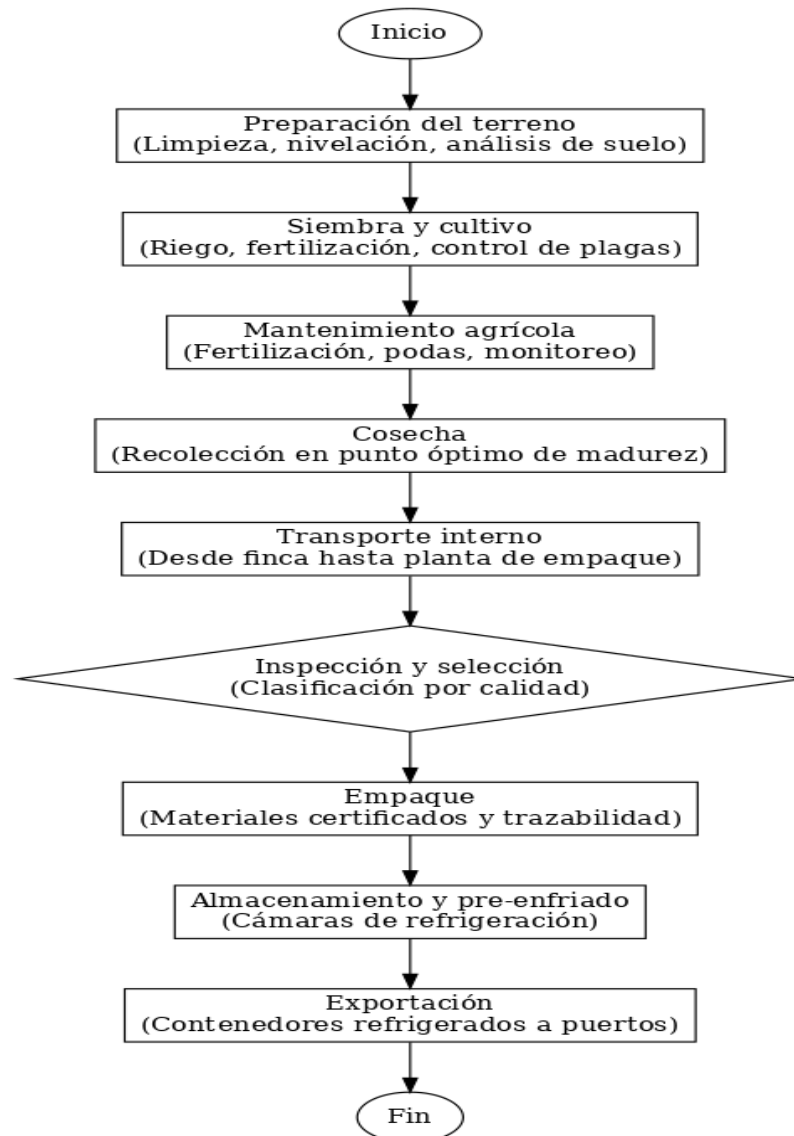 Inicio
Preparación del terreno
(Limpieza, nivelación, análisis de suelo)
Siembra y cultivo
(Riego, fertilización, control de plagas)
Mantenimiento agrícola
(Fertilización, podas, monitoreo)
Cosecha
(Recolección en punto óptimo de madurez)
Transporte interno
(Desde finca hasta planta de empaque)
Inspección y selección
(Clasificación por calidad)
Empaque
(Materiales certificados y trazabilidad)
Almacenamiento y pre-enfriado
(Cámaras de refrigeración)
Exportación
(Contenedores refrigerados a puertos)
Fin